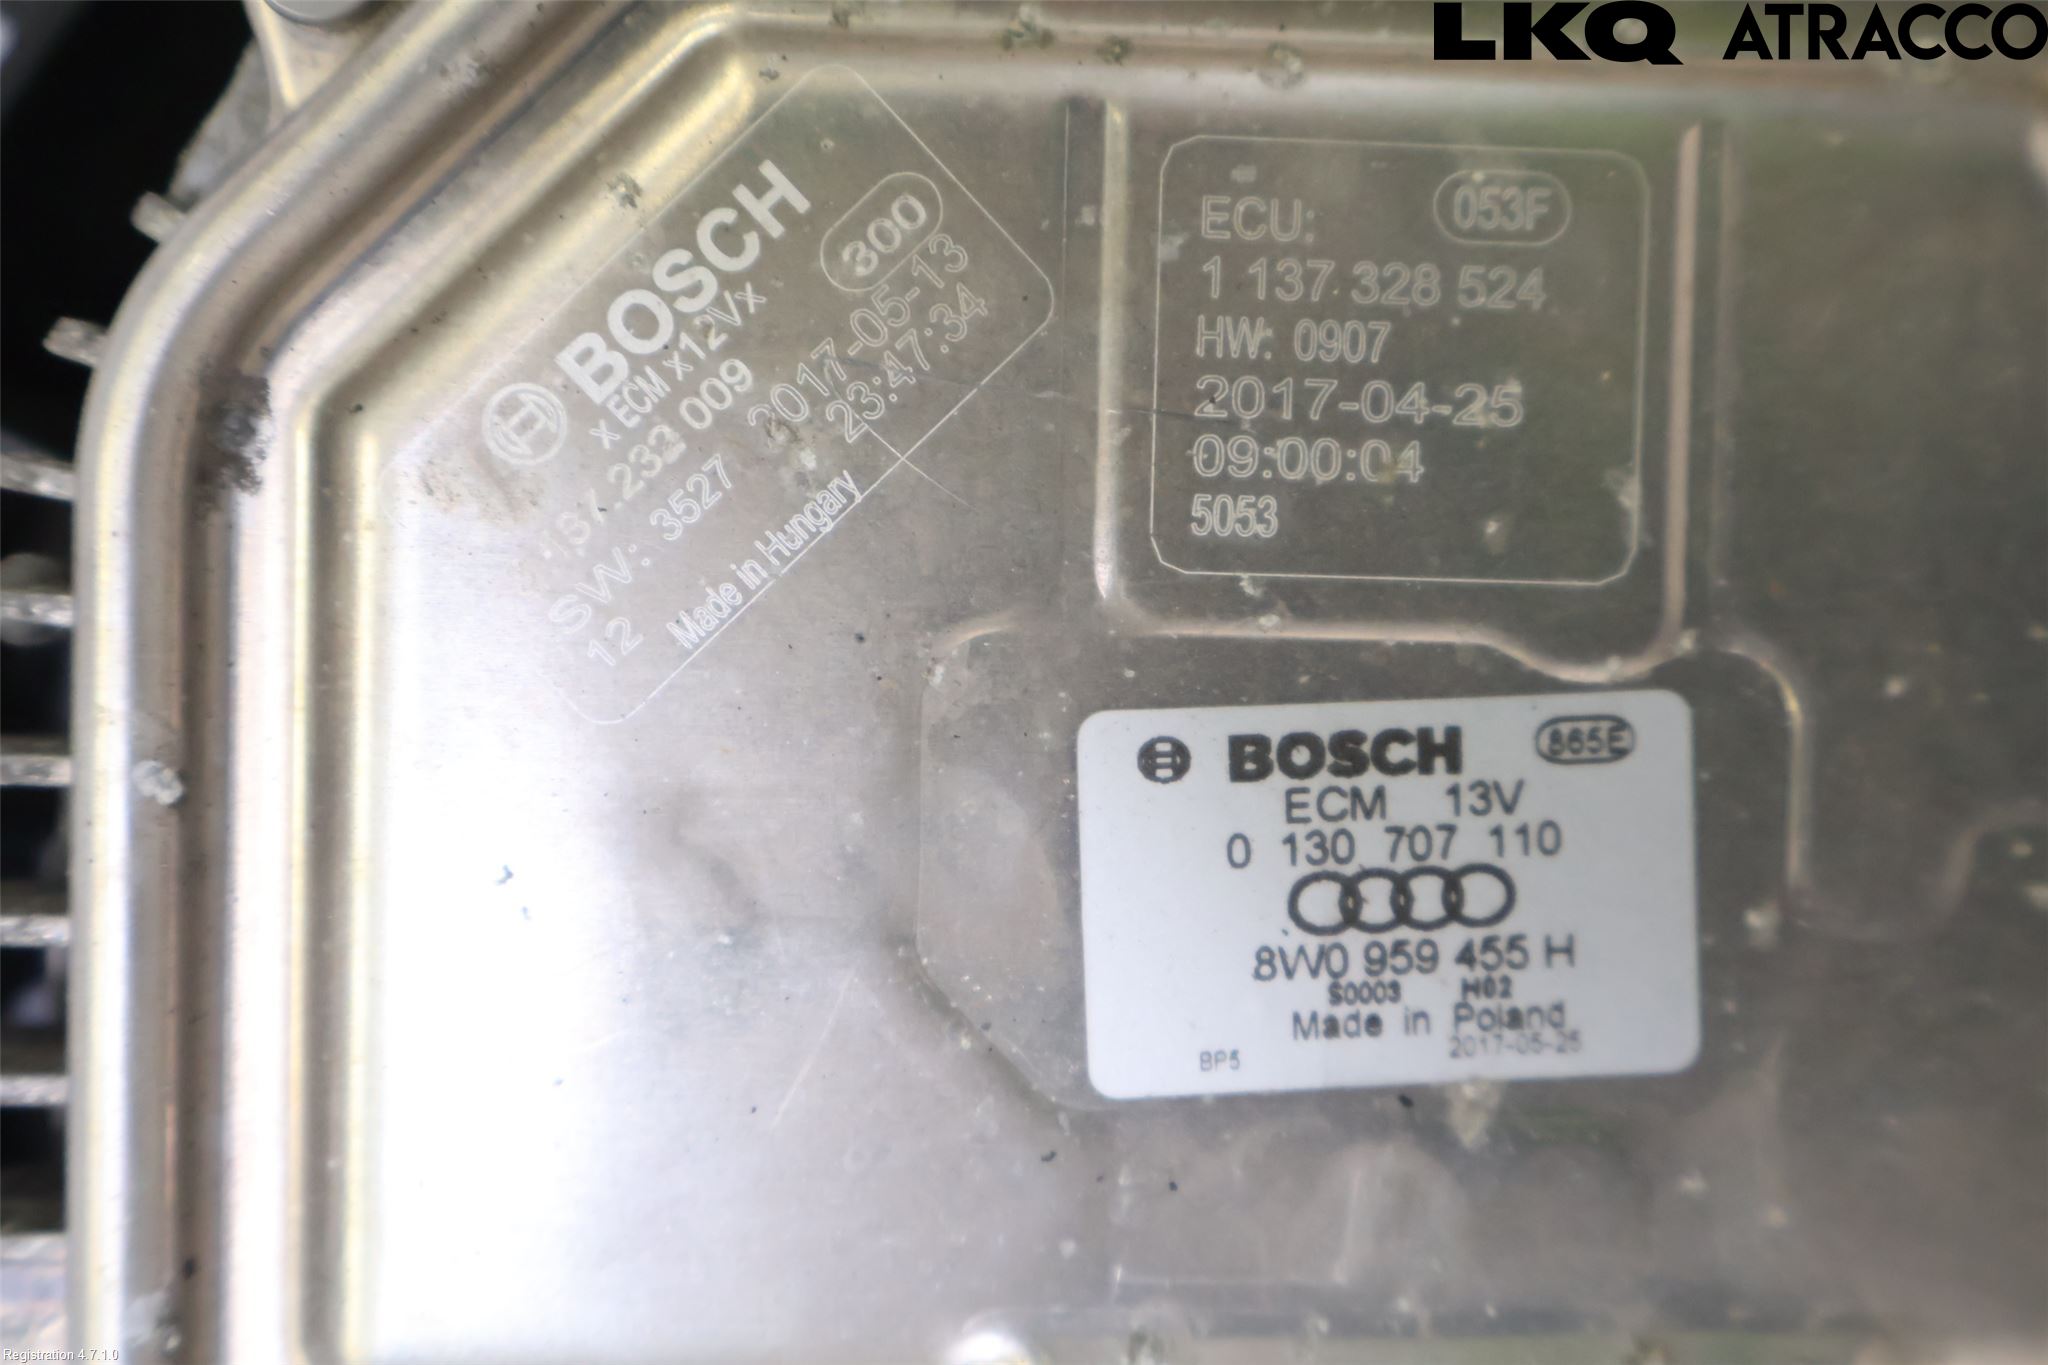 LKQ ATRACCO
BOSCH
x ECM x 12V x
300
137.232 009
SW: 3527 2017-05-13
12 23:47:34
Made in Hungary
ECU: 053F
1 137 328 524
HW: 0907
2017-04-25
09:00:04
5053
BOSCH 865E
ECM 13V
0 130 707 110
8W0 959 455 H
S0003 H02
Made in Poland
BP5 2017-05-25
Registration 4.7.1.0